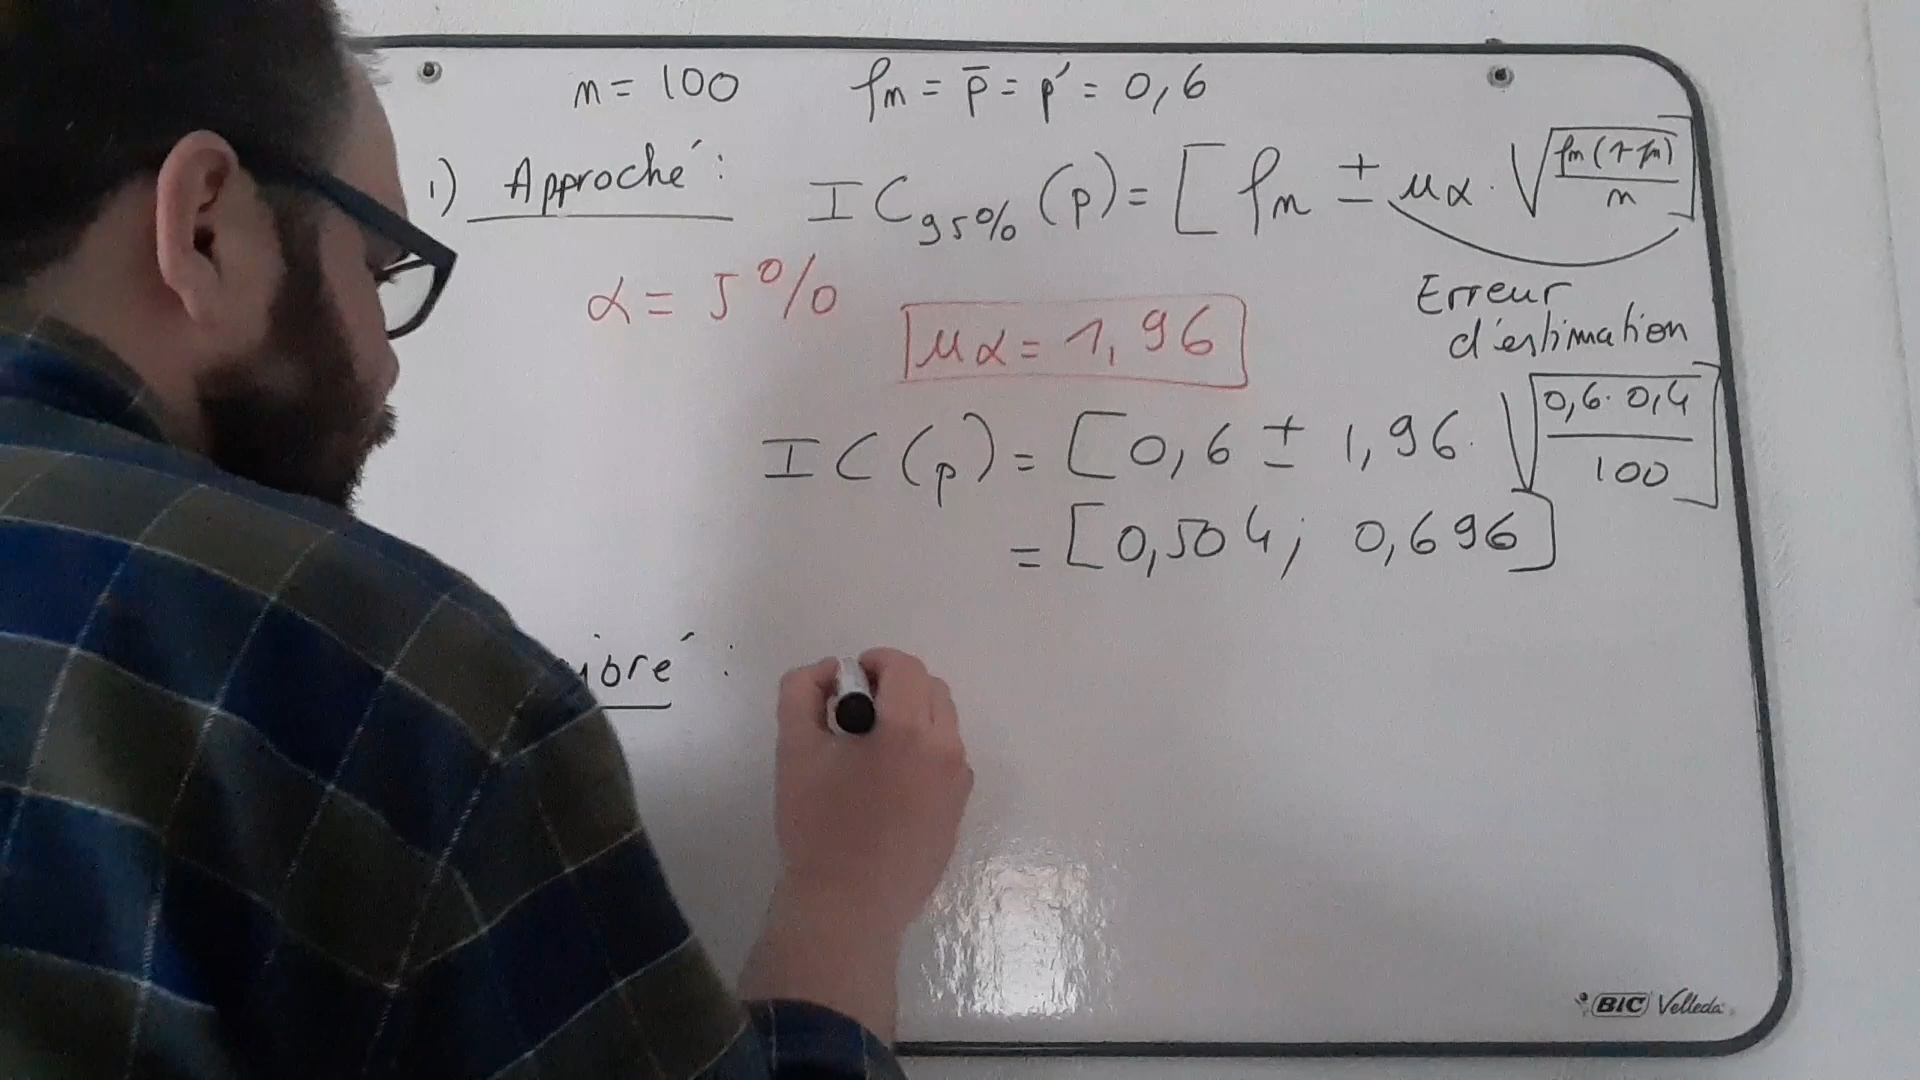 n = 100 fn = p̄ = p' = 0,6
1) Approché : IC95% (p) = [ fn ± uα · √(fn(1-fn)/n) ]
α = 5% uα = 1,96
Erreur
d'estimation
IC (p) = [ 0,6 ± 1,96 · √(0,6 · 0,4/100) ]
= [0,504 ; 0,696]
:
BIC Velleda